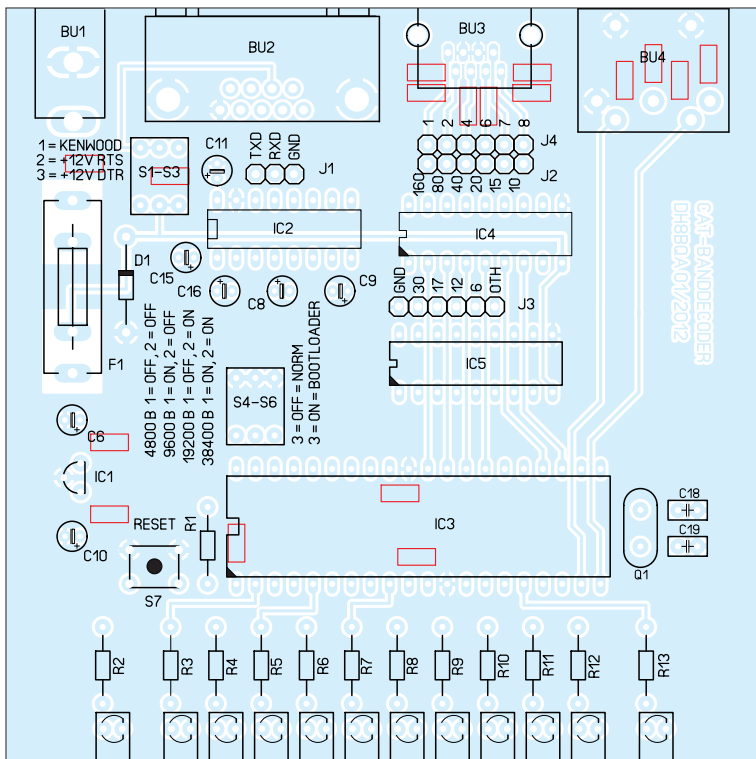 BU1
BU2
BU3
BU4
1 = KENWOOD
2 = +12V RTS
3 = +12V DTR
S1-S3
C11
TXD
RXD
GND
J1
1
2
4
6
7
8
J4
J2
160
80
40
20
15
10
IC2
IC4
CAT-BANDDECODER
DH8BQA 01/2012
D1
C15
C16
C8
C9
GND
30
17
12
6
OTH
J3
F1
4800 B 1=OFF, 2=OFF
9600 B 1=ON, 2=OFF
19200 B 1=OFF, 2=ON
38400 B 1=ON, 2=ON
S4-S6
3 = OFF = NORM
3 = ON = BOOTLOADER
IC5
C6
IC1
C10
RESET
S7
R1
IC3
C18
C19
Q1
R2
R3
R4
R5
R6
R7
R8
R9
R10
R11
R12
R13